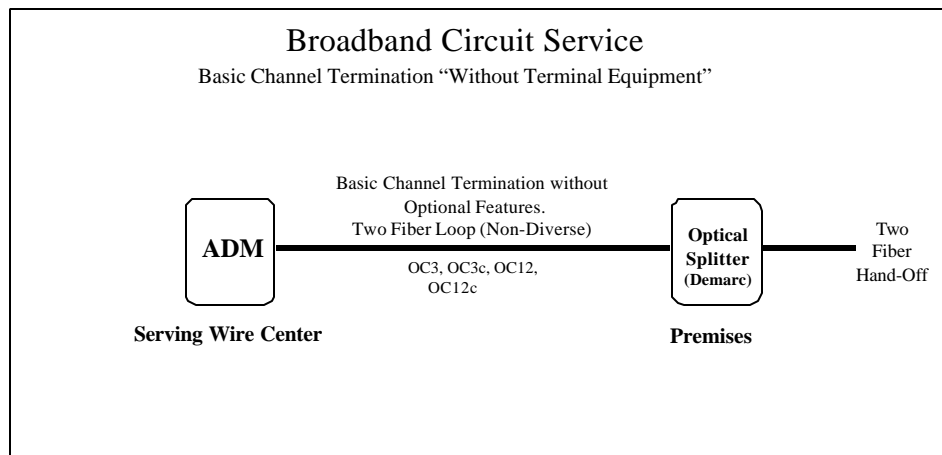 Broadband Circuit Service
Basic Channel Termination “Without Terminal Equipment”
Basic Channel Termination without
Optional Features.
Two Fiber Loop (Non-Diverse)
ADM
OC3, OC3c, OC12,
OC12c
Optical
Splitter
(Demarc)
Two
Fiber
Hand-Off
Serving Wire Center
Premises